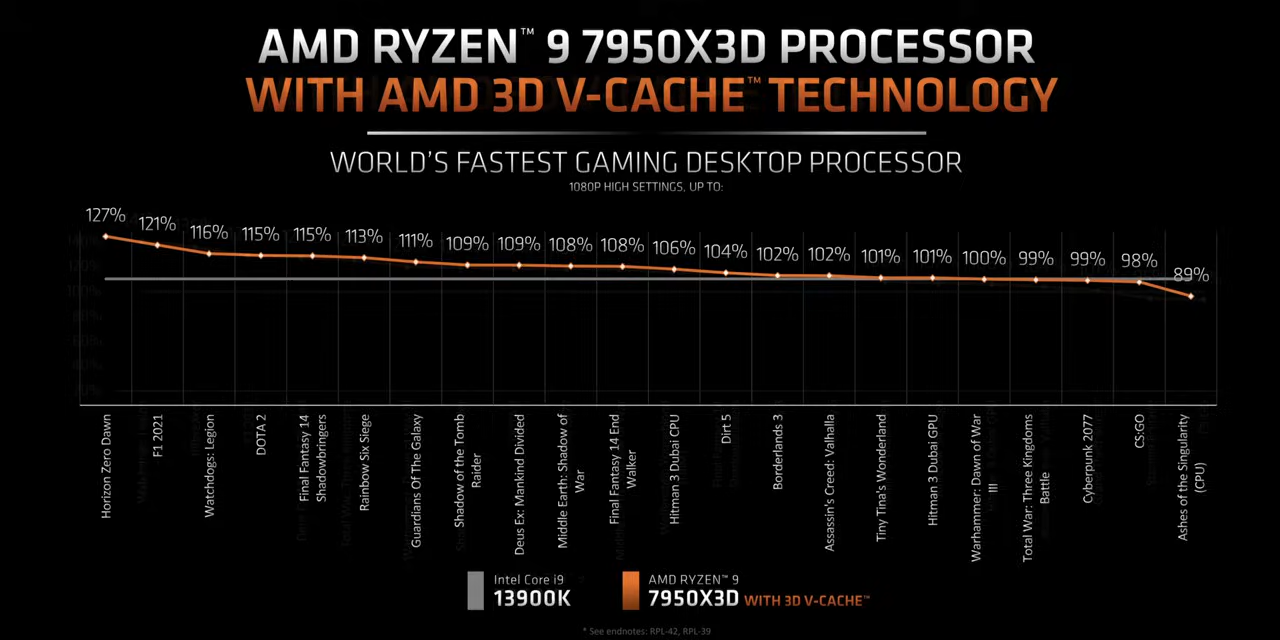 AMD RYZEN™ 9 7950X3D PROCESSOR
WITH AMD 3D V-CACHE™ TECHNOLOGY
WORLD'S FASTEST GAMING DESKTOP PROCESSOR
1080P HIGH SETTINGS, UP TO:
127% 121% 116% 115% 115% 113% 111% 109% 109% 108% 108% 106% 104% 102% 102% 101% 101% 100% 99% 99% 98% 89%
Horizon Zero Dawn
F1 2021
Watchdogs: Legion
DOTA 2
Final Fantasy 14
Shadowbringers
Rainbow Six Siege
Guardians Of The Galaxy
Shadow of the Tomb
Raider
Deus Ex: Mankind Divided
Middle Earth: Shadow of
War
Final Fantasy 14 End
Walker
Hitman 3 Dubai CPU
Dirt 5
Borderlands 3
Assassin's Creed: Valhalla
Tiny Tina's Wonderland
Hitman 3 Dubai GPU
Warhammer: Dawn of War
III
Total War: Three Kingdoms
Battle
Cyberpunk 2077
CS:GO
Ashes of the Singularity
(CPU)
Intel Core i9
13900K
AMD RYZEN™ 9
7950X3D WITH 3D V-CACHE™
* See endnotes: RPL-42, RPL-39